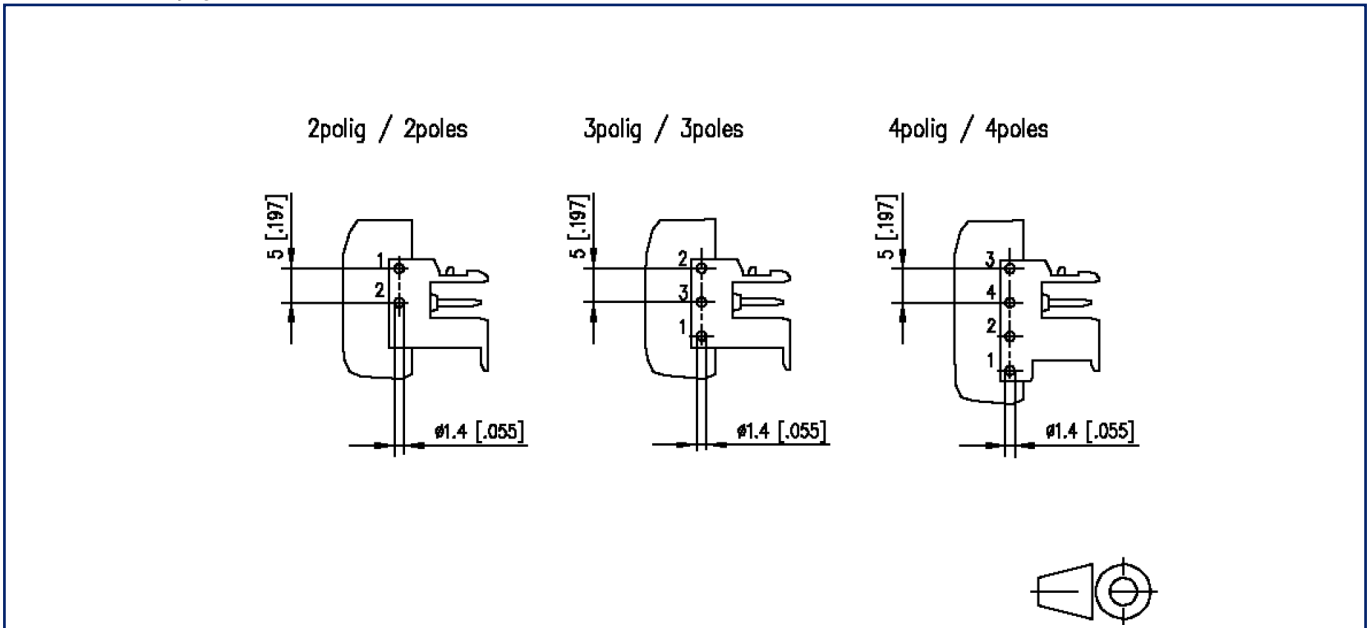 2polig / 2poles
3polig / 3poles
4polig / 4poles
5 [.197]
1
2
ø1.4 [.055]
5 [.197]
2
3
1
ø1.4 [.055]
5 [.197]
3
4
2
1
ø1.4 [.055]